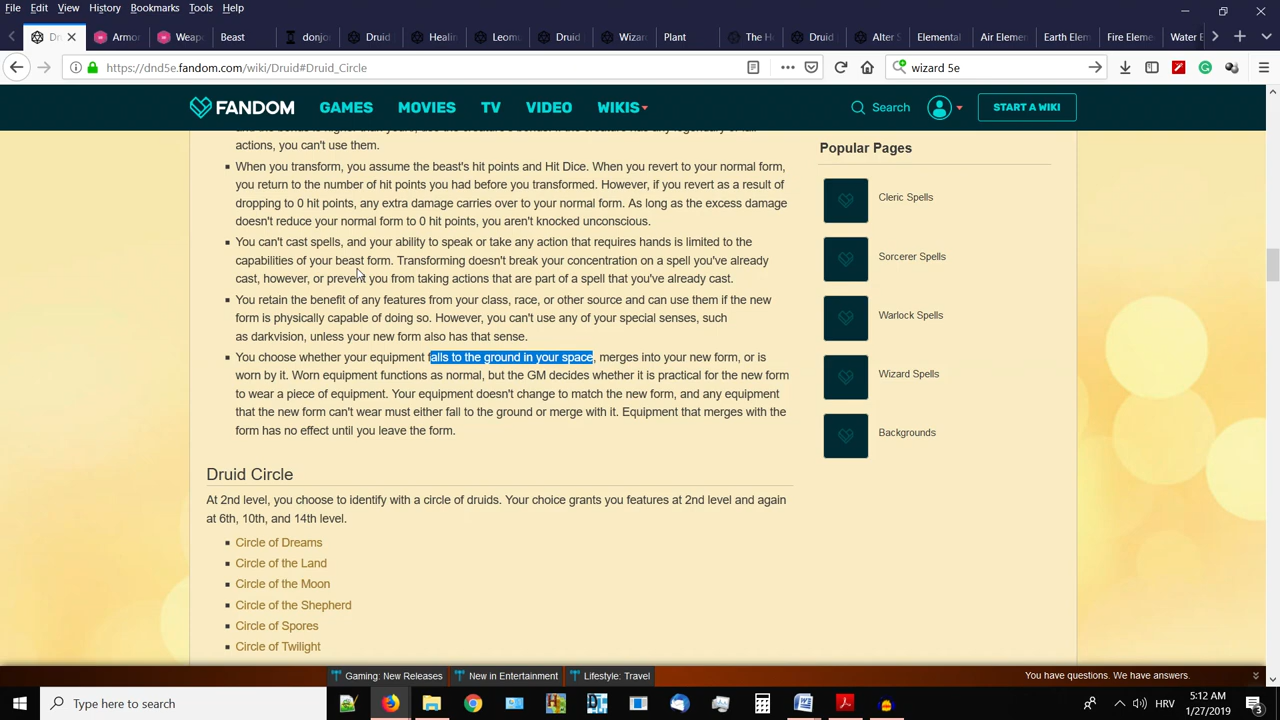 File Edit View History Bookmarks Tools Help
Dr Armor Weap Beast donjo Druid Healin Leomu Druid Wizar Plant The H Druid Alter S Elemental Air Elem Earth Elem Fire Eleme Water E
https://dnd5e.fandom.com/wiki/Druid#Druid_Circle
wizard 5e
FANDOM GAMES MOVIES TV VIDEO WIKIS Search START A WIKI
actions, you can't use them.
When you transform, you assume the beast's hit points and Hit Dice. When you revert to your normal form,
you return to the number of hit points you had before you transformed. However, if you revert as a result of
dropping to 0 hit points, any extra damage carries over to your normal form. As long as the excess damage
doesn't reduce your normal form to 0 hit points, you aren't knocked unconscious.
You can't cast spells, and your ability to speak or take any action that requires hands is limited to the
capabilities of your beast form. Transforming doesn't break your concentration on a spell you've already
cast, however, or prevent you from taking actions that are part of a spell that you've already cast.
You retain the benefit of any features from your class, race, or other source and can use them if the new
form is physically capable of doing so. However, you can't use any of your special senses, such
as darkvision, unless your new form also has that sense.
You choose whether your equipment falls to the ground in your space, merges into your new form, or is
worn by it. Worn equipment functions as normal, but the GM decides whether it is practical for the new form
to wear a piece of equipment. Your equipment doesn't change to match the new form, and any equipment
that the new form can't wear must either fall to the ground or merge with it. Equipment that merges with the
form has no effect until you leave the form.
Druid Circle
At 2nd level, you choose to identify with a circle of druids. Your choice grants you features at 2nd level and again
at 6th, 10th, and 14th level.
Circle of Dreams
Circle of the Land
Circle of the Moon
Circle of the Shepherd
Circle of Spores
Circle of Twilight
Popular Pages
Cleric Spells
Sorcerer Spells
Warlock Spells
Wizard Spells
Backgrounds
Gaming: New Releases New in Entertainment Lifestyle: Travel You have questions. We have answers.
Type here to search
HRV
5:12 AM
1/27/2019
3